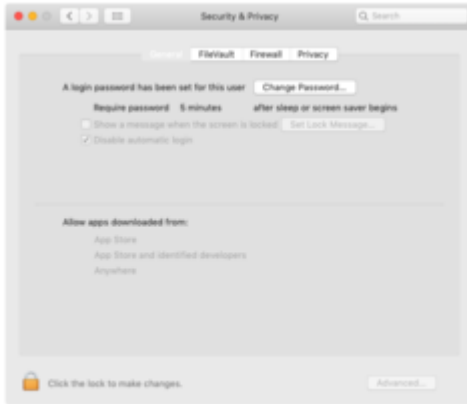 Security & Privacy
Search
General FileVault Firewall Privacy
A login password has been set for this user Change Password...
Require password 5 minutes after sleep or screen saver begins
Show a message when the screen is locked Set Lock Message...
Disable automatic login
Allow apps downloaded from:
App Store
App Store and identified developers
Anywhere
Click the lock to make changes.
Advanced...